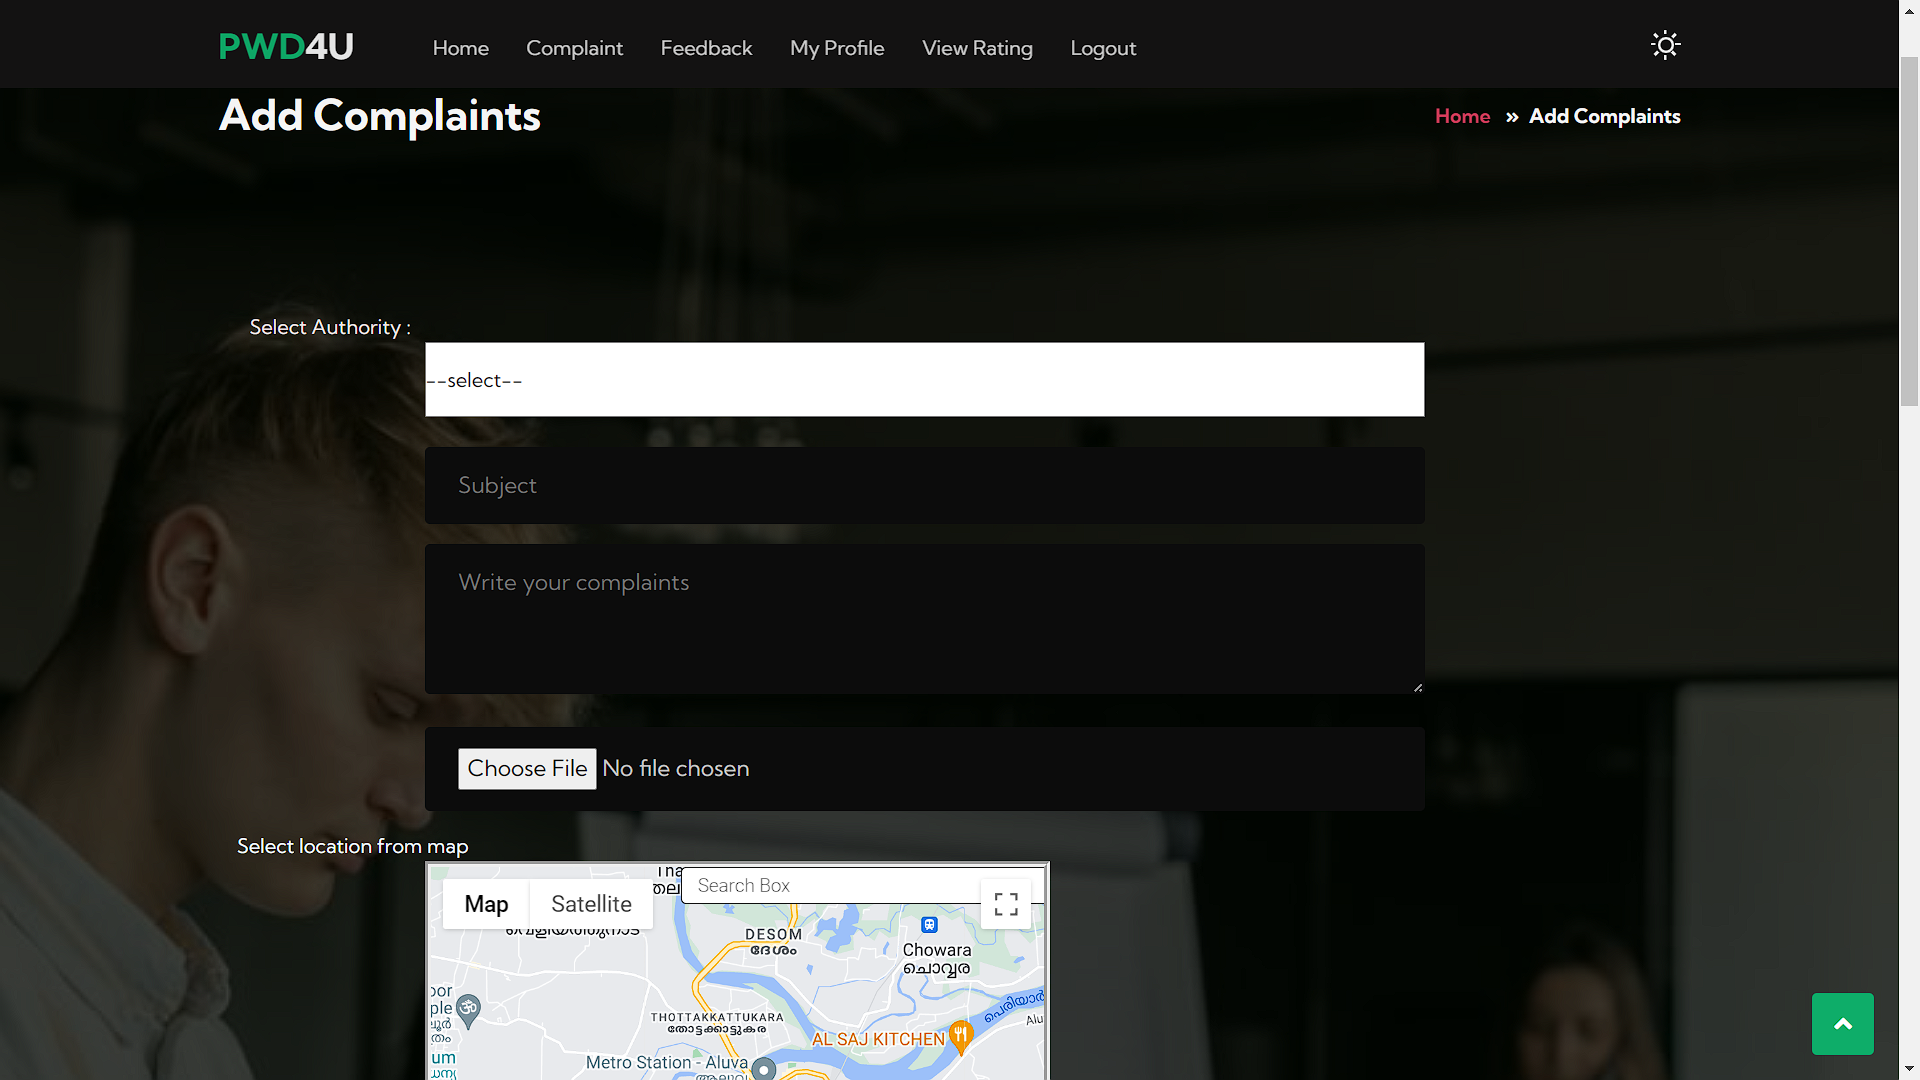 PWD4U
Home Complaint Feedback My Profile View Rating Logout
Add Complaints
Home » Add Complaints
Select Authority :
--select--
Subject
Write your complaints
Choose File No file chosen
Select location from map
Map Satellite
Search Box
DESOM
ദേശം
Chowara
ചൊവ്വര
THOTTAKKATTUKARA
തോട്ടക്കാട്ടുകര
AL SAJ KITCHEN
പെരിയാർ
Metro Station - Aluva